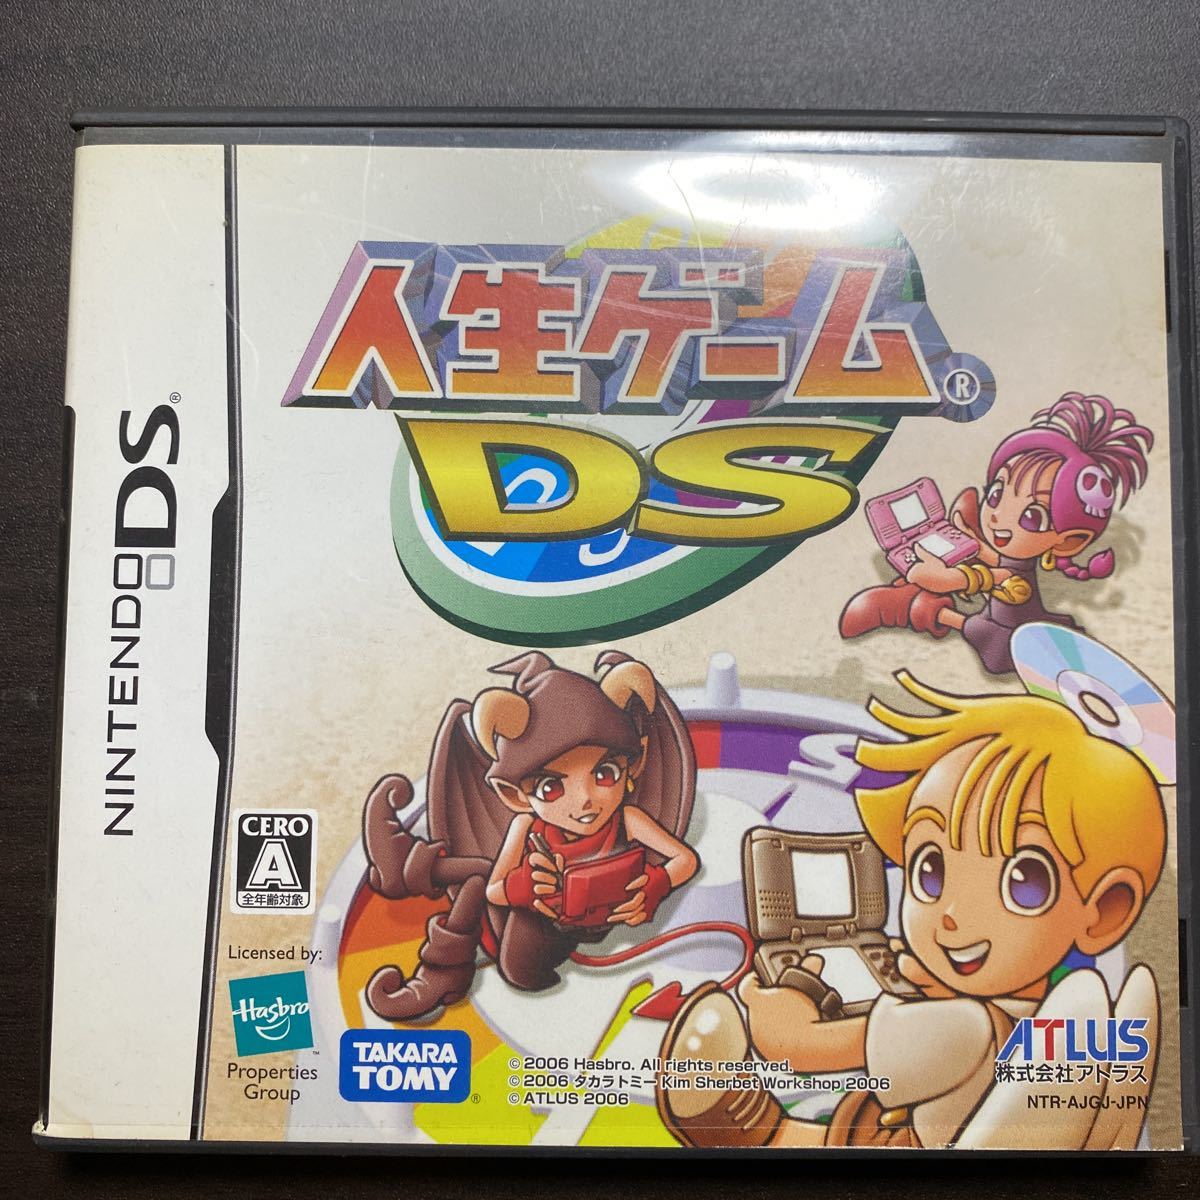 NINTENDO DS®
人生ゲーム®
DS
CERO
A
全年齢対象
Licensed by:
Hasbro
™
Properties
Group
TAKARA
TOMY®
© 2006 Hasbro. All rights reserved.
© 2006 タカラトミー Kim Sherbet Workshop 2006
© ATLUS 2006
ATLUS
株式会社アトラス
NTR-AJGJ-JPN